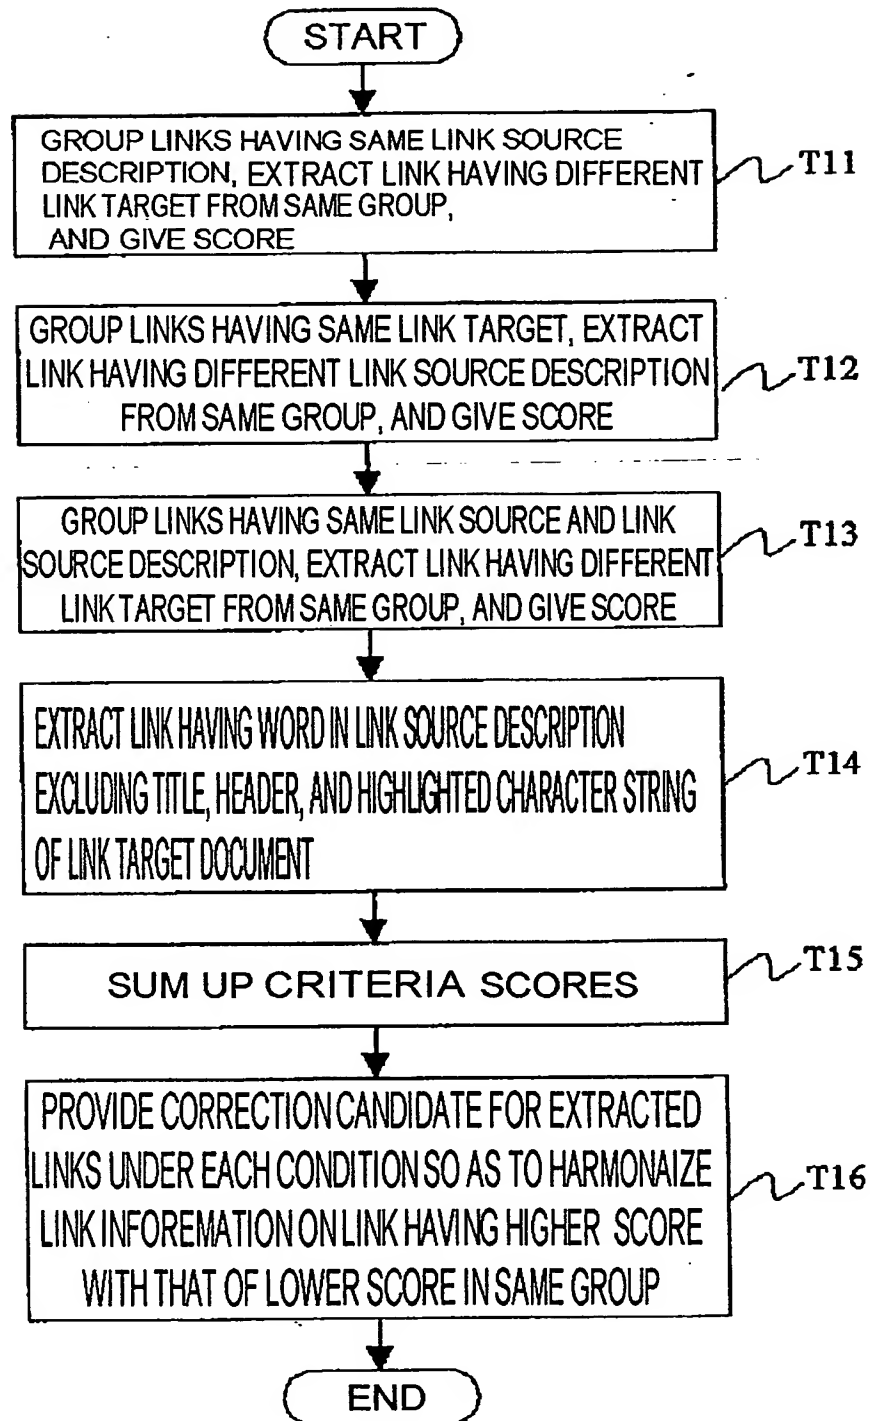 START
GROUP LINKS HAVING SAME LINK SOURCE
DESCRIPTION, EXTRACT LINK HAVING DIFFERENT
LINK TARGET FROM SAME GROUP,
AND GIVE SCORE
T11
GROUP LINKS HAVING SAME LINK TARGET, EXTRACT
LINK HAVING DIFFERENT LINK SOURCE DESCRIPTION
FROM SAME GROUP, AND GIVE SCORE
T12
GROUP LINKS HAVING SAME LINK SOURCE AND LINK
SOURCE DESCRIPTION, EXTRACT LINK HAVING DIFFERENT
LINK TARGET FROM SAME GROUP, AND GIVE SCORE
T13
EXTRACT LINK HAVING WORD IN LINK SOURCE DESCRIPTION
EXCLUDING TITLE, HEADER, AND HIGHLIGHTED CHARACTER STRING
OF LINK TARGET DOCUMENT
T14
SUM UP CRITERIA SCORES
T15
PROVIDE CORRECTION CANDIDATE FOR EXTRACTED
LINKS UNDER EACH CONDITION SO AS TO HARMONAIZE
LINK INFOREMATION ON LINK HAVING HIGHER SCORE
WITH THAT OF LOWER SCORE IN SAME GROUP
T16
END